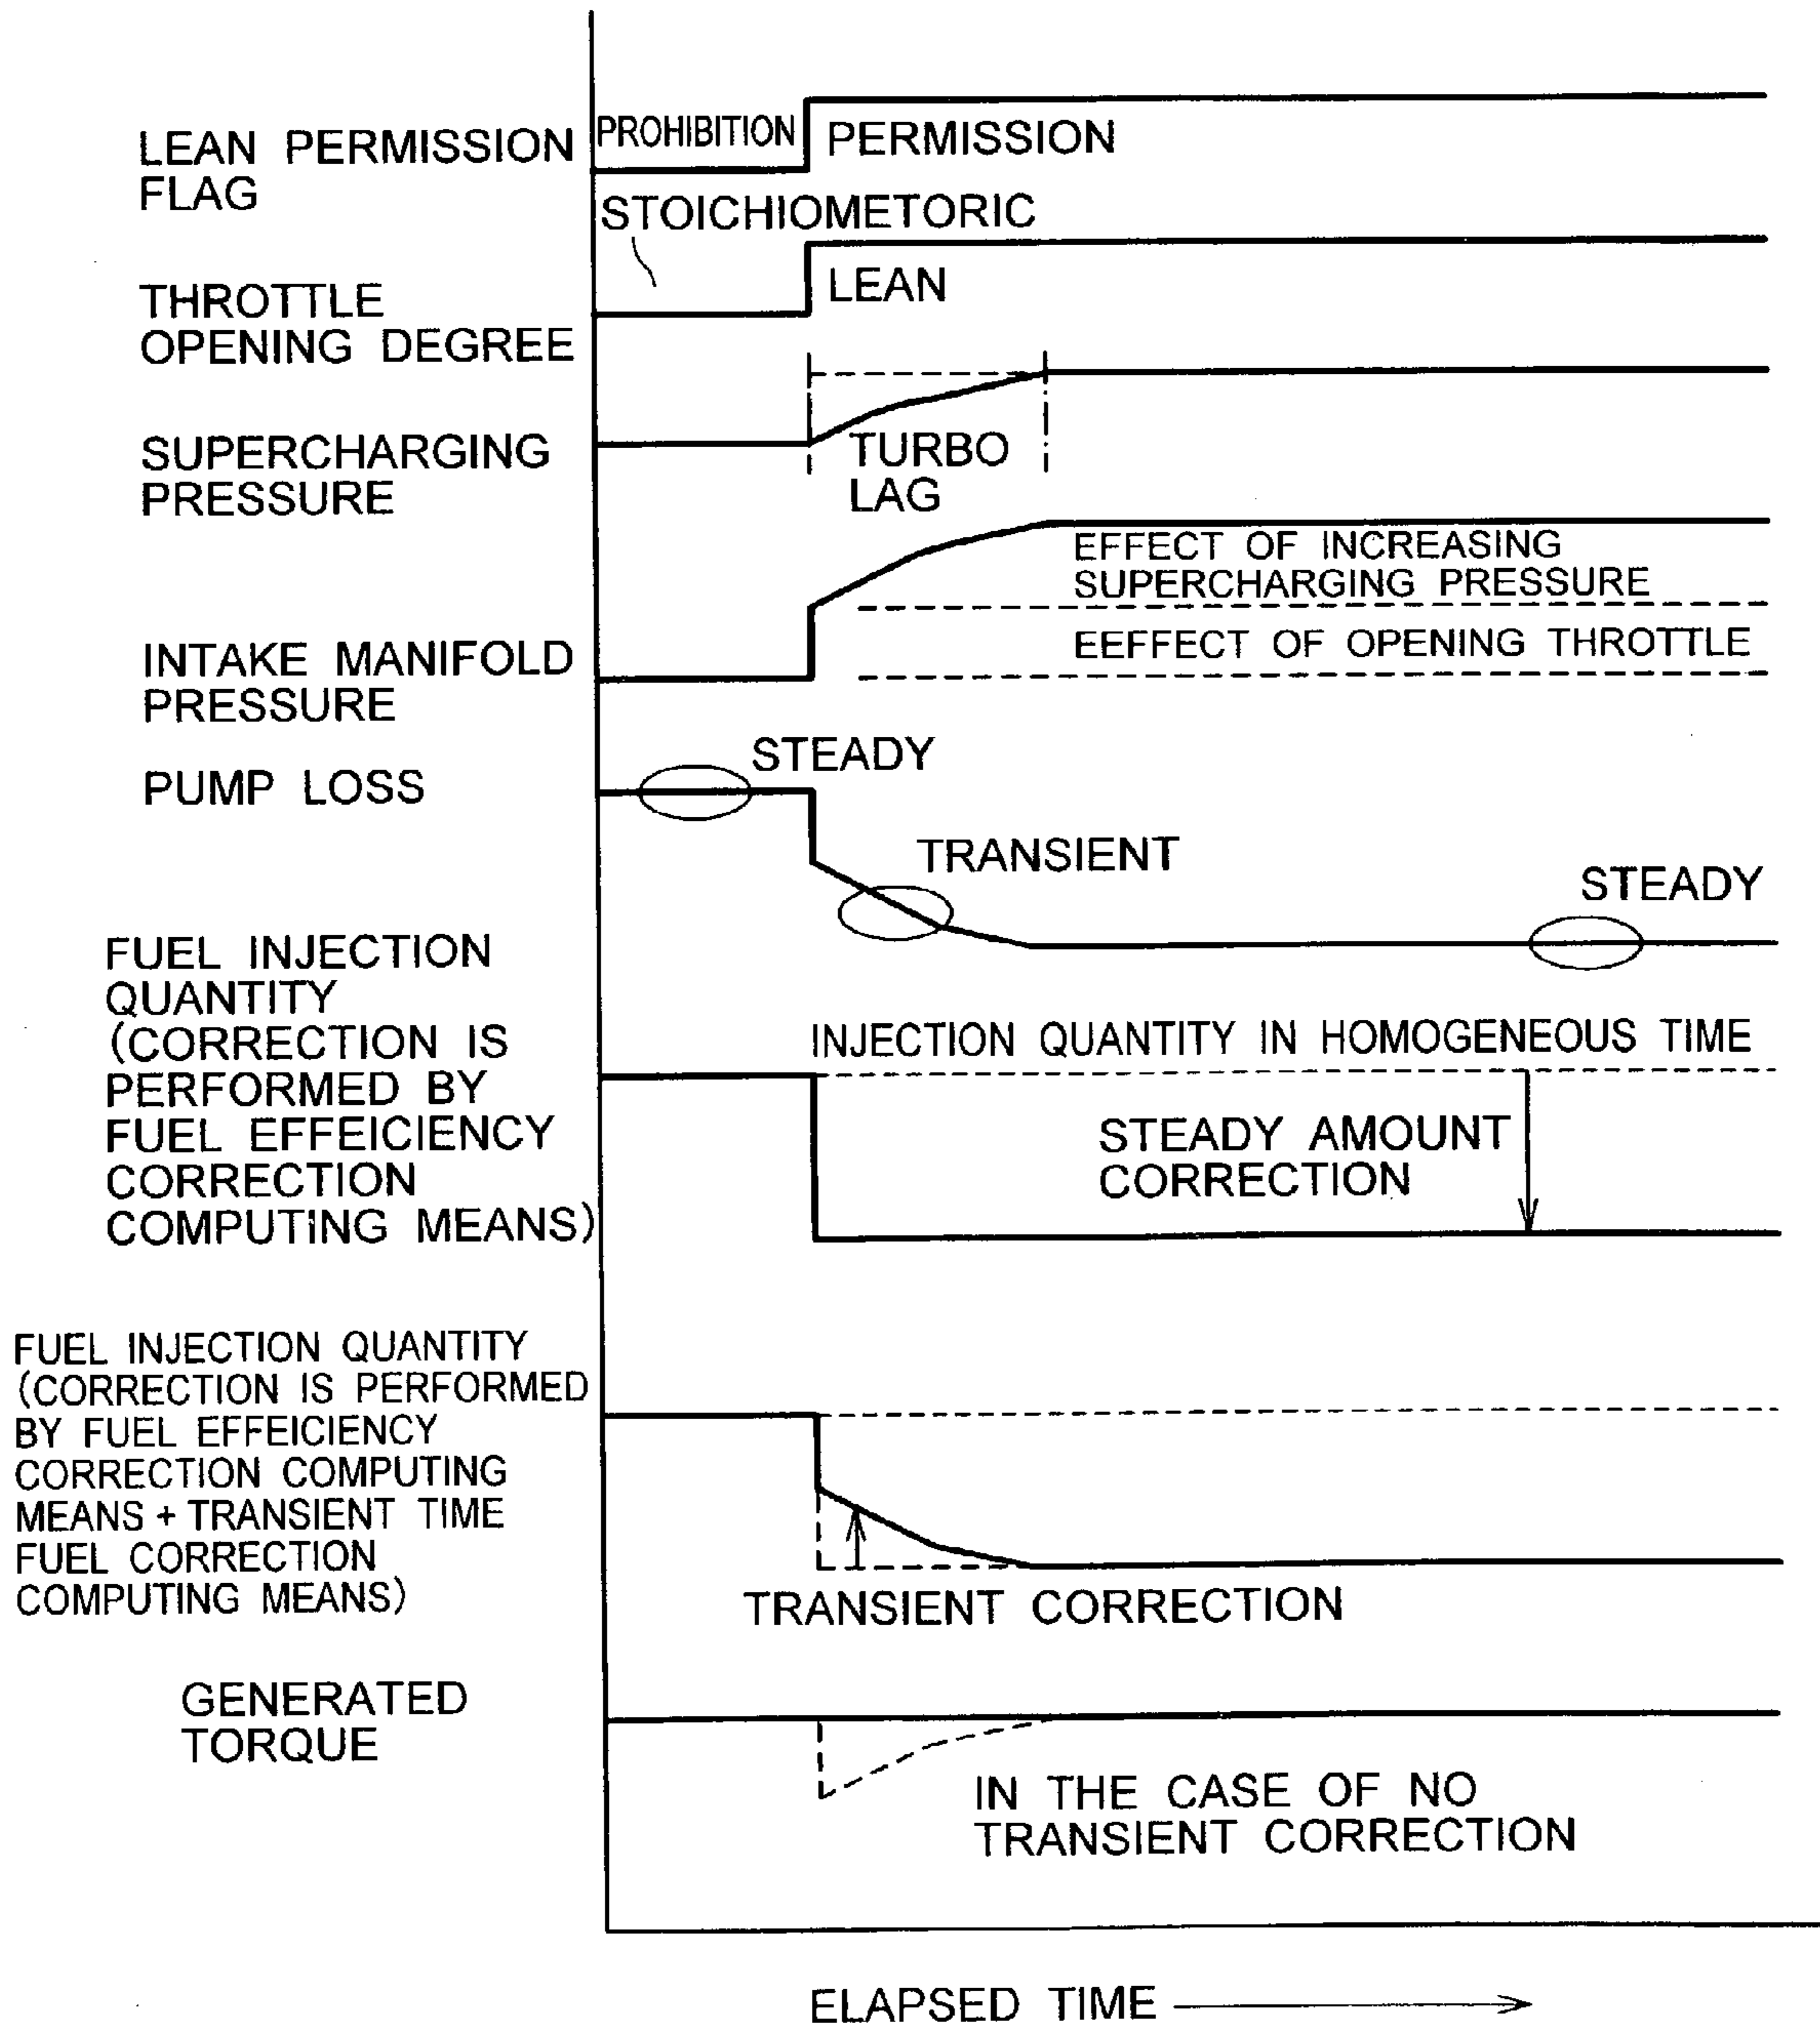 PROHIBITION
PERMISSION
LEAN PERMISSION
FLAG
STOICHIOMETORIC
LEAN
THROTTLE
OPENING DEGREE
SUPERCHARGING
PRESSURE
TURBO
LAG
EFFECT OF INCREASING
SUPERCHARGING PRESSURE
EEFFECT OF OPENING THROTTLE
INTAKE MANIFOLD
PRESSURE
STEADY
PUMP LOSS
TRANSIENT
STEADY
FUEL INJECTION
QUANTITY
(CORRECTION IS
PERFORMED BY
FUEL EFFEICIENCY
CORRECTION
COMPUTING MEANS)
INJECTION QUANTITY IN HOMOGENEOUS TIME
STEADY AMOUNT
CORRECTION
FUEL INJECTION QUANTITY
(CORRECTION IS PERFORMED
BY FUEL EFFEICIENCY
CORRECTION COMPUTING
MEANS + TRANSIENT TIME
FUEL CORRECTION
COMPUTING MEANS)
TRANSIENT CORRECTION
GENERATED
TORQUE
IN THE CASE OF NO
TRANSIENT CORRECTION
ELAPSED TIME